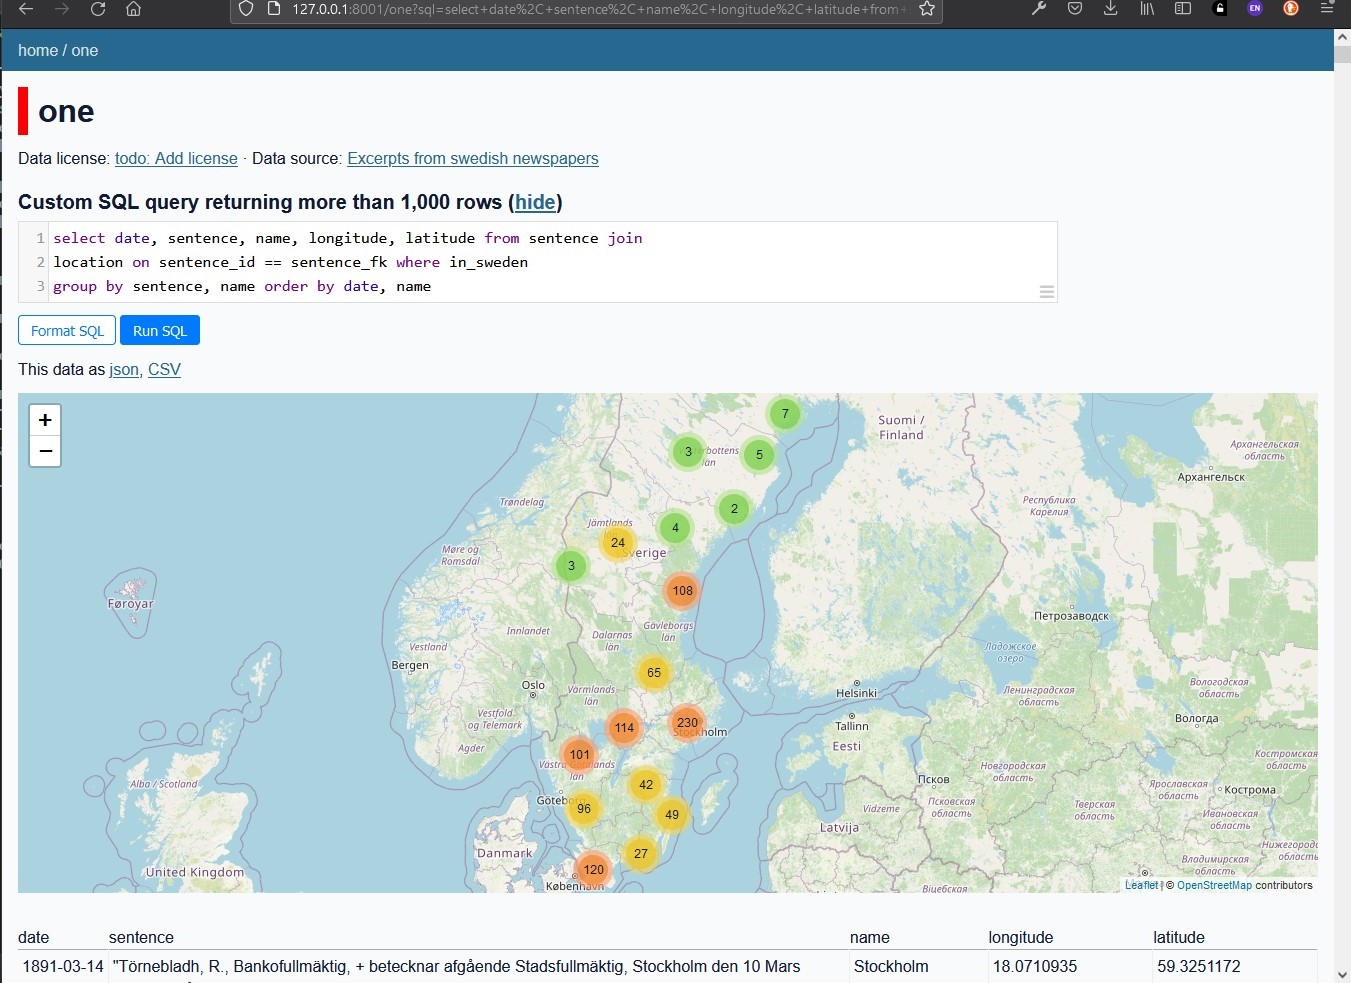 127.0.0.1:8001/one?sql=select+date%2C+sentence%2C+name%2C+longitude%2C+latitude+from+
EN
home / one
one
Data license: todo: Add license · Data source: Excerpts from swedish newspapers
Custom SQL query returning more than 1,000 rows (hide)
1 select date, sentence, name, longitude, latitude from sentence join
2 location on sentence_id == sentence_fk where in_sweden
3 group by sentence, name order by date, name
Format SQL Run SQL
This data as json, CSV
+
−
7
Suomi /
Finland
3
5
län
Архангельская
область
Архангельск
Trøndelag
2
Республика
Карелия
Jämtlands
4
24
Sverige
Møre og
Romsdal
3
108
Føroyar
Петрозаводск
Innlandet
Gävleborgs
län
Dalarnas
län
Vestland
Ладожское
озеро
Bergen
65
Oslo
Värmlands
län
Helsinki
Ленинградская
область
Вологодская
область
Vestfold
og Telemark
114
230
Stockholm
Tallinn
Вологда
Agder
101
län
Eesti
Новгородская
область
Костромская
область
Alba / Scotland
42
Псков
Ярославская
область
Кострома
Göteborg
96
49
Псковская
область
Тверская
область
Vidzeme
Ивановская
область
Latvija
Danmark
27
Владимирская
область
United Kingdom
120
København
Віцебская
Leaflet | © OpenStreetMap contributors
date sentence name longitude latitude
1891-03-14 "Törnebladh, R., Bankofullmäktig, + betecknar afgående Stadsfullmäktig, Stockholm den 10 Mars Stockholm 18.0710935 59.3251172